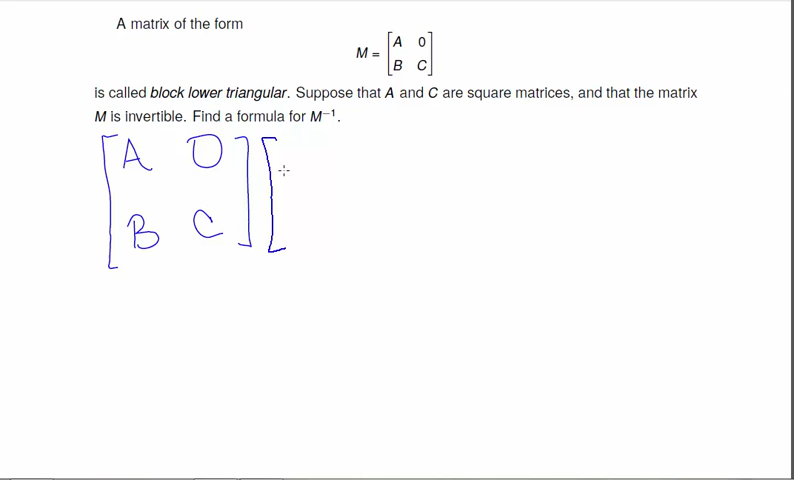 A matrix of the form
M = [A 0
B C]
is called block lower triangular. Suppose that A and C are square matrices, and that the matrix
M is invertible. Find a formula for M⁻¹.
[A 0
B C] [